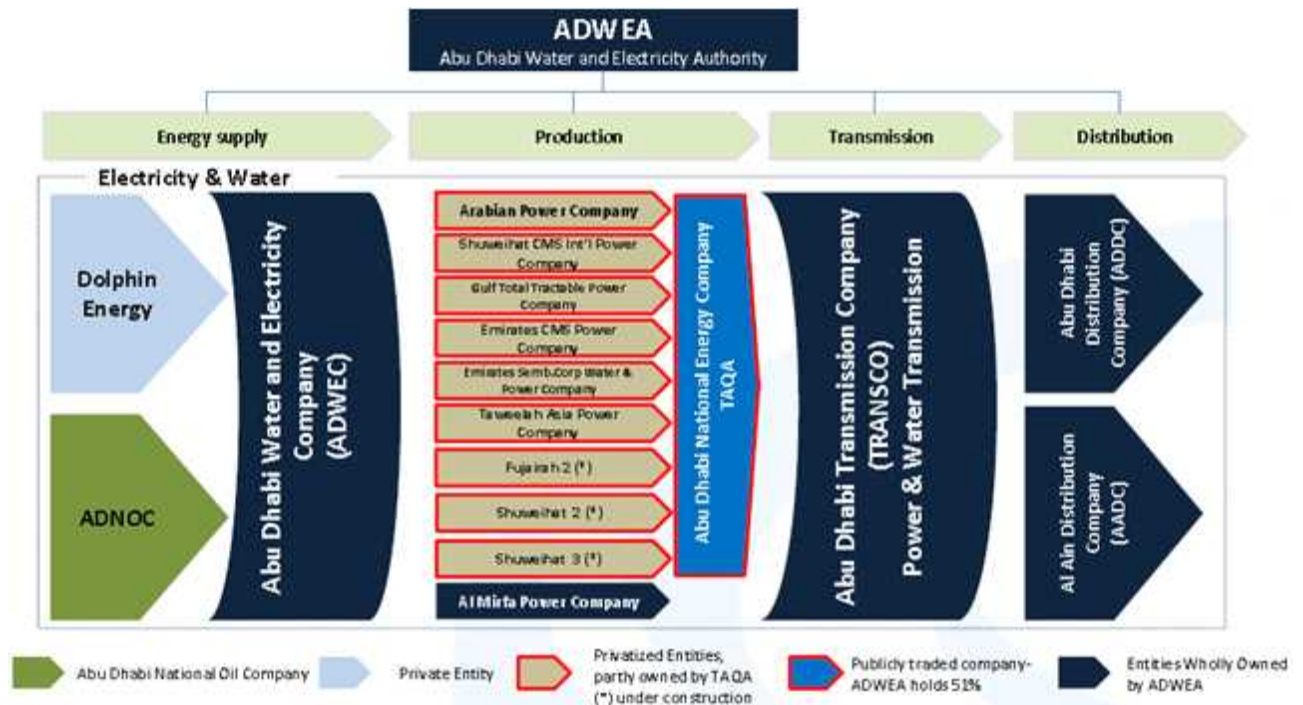 ADWEA
Abu Dhabi Water and Electricity Authority
Energy supply
Production
Transmission
Distribution
Electricity & Water
Dolphin
Energy
ADNOC
Abu Dhabi Water and Electricity
Company
(ADWEC)
Arabian Power Company
Shuweihat CMS Int'l Power
Company
Gulf Total Tractable Power
Company
Emirates CMS Power
Company
Emirates Semb.Corp Water &
Power Company
Taweelah Asia Power
Company
Fujairah 2 (*)
Shuweihat 2 (*)
Shuweihat 3 (*)
Al Mirfa Power Company
Abu Dhabi National Energy Company
TAQA
Abu Dhabi Transmission Company
(TRANSCO)
Power & Water Transmission
Abu Dhabi
Distribution
Company (ADDC)
Al Ain Distribution
Company
(AADC)
Abu Dhabi National Oil Company
Private Entity
Privatized Entities,
partly owned by TAQA
(*) under construction
Publicly traded company-
ADWEA holds 51%
Entities Wholly Owned
by ADWEA